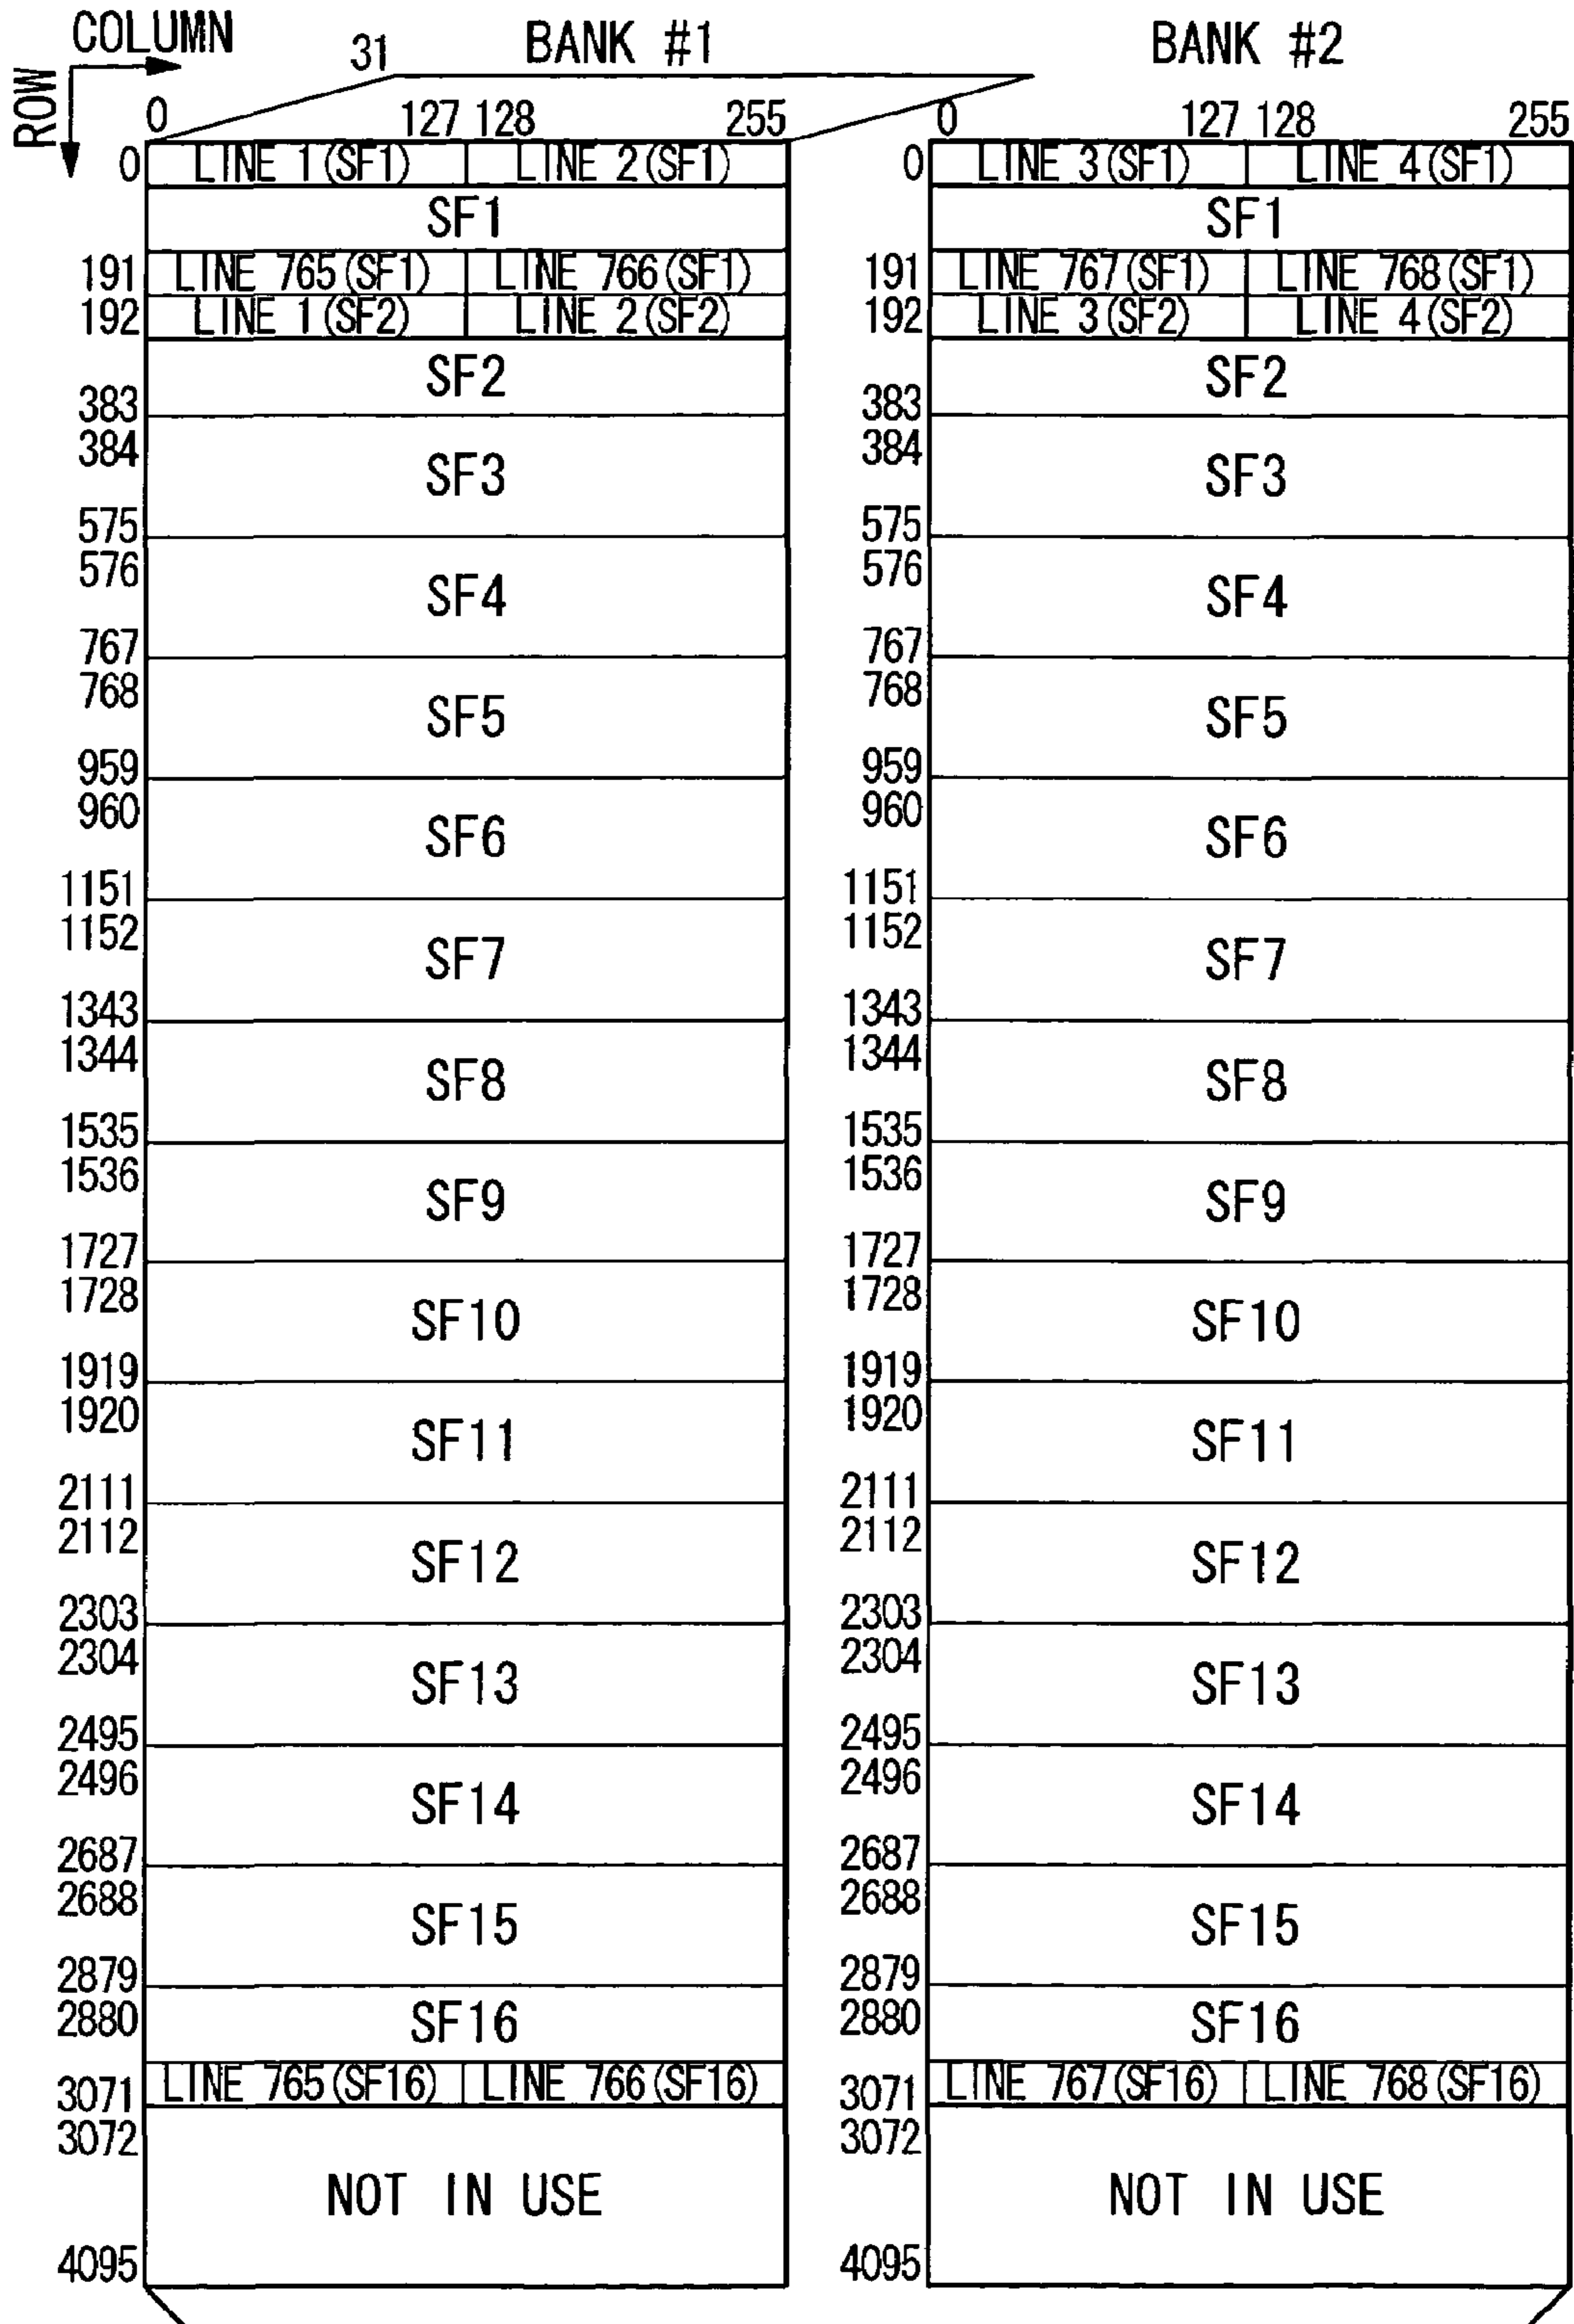 COLUMN
ROW
31
BANK #1
BANK #2
0 127 128 255
0 127 128 255
0 LINE 1(SF1) LINE 2(SF1)
0 LINE 3(SF1) LINE 4(SF1)
SF1
SF1
191 LINE 765(SF1) LINE 766(SF1)
191 LINE 767(SF1) LINE 768(SF1)
192 LINE 1(SF2) LINE 2(SF2)
192 LINE 3(SF2) LINE 4(SF2)
SF2
SF2
383
383
384
384
SF3
SF3
575
575
576
576
SF4
SF4
767
767
768
768
SF5
SF5
959
959
960
960
SF6
SF6
1151
1151
1152
1152
SF7
SF7
1343
1343
1344
1344
SF8
SF8
1535
1535
1536
1536
SF9
SF9
1727
1727
1728
1728
SF10
SF10
1919
1919
1920
1920
SF11
SF11
2111
2111
2112
2112
SF12
SF12
2303
2303
2304
2304
SF13
SF13
2495
2495
2496
2496
SF14
SF14
2687
2687
2688
2688
SF15
SF15
2879
2879
2880
2880
SF16
SF16
3071 LINE 765(SF16) LINE 766(SF16)
3071 LINE 767(SF16) LINE 768(SF16)
3072
3072
NOT IN USE
NOT IN USE
4095
4095